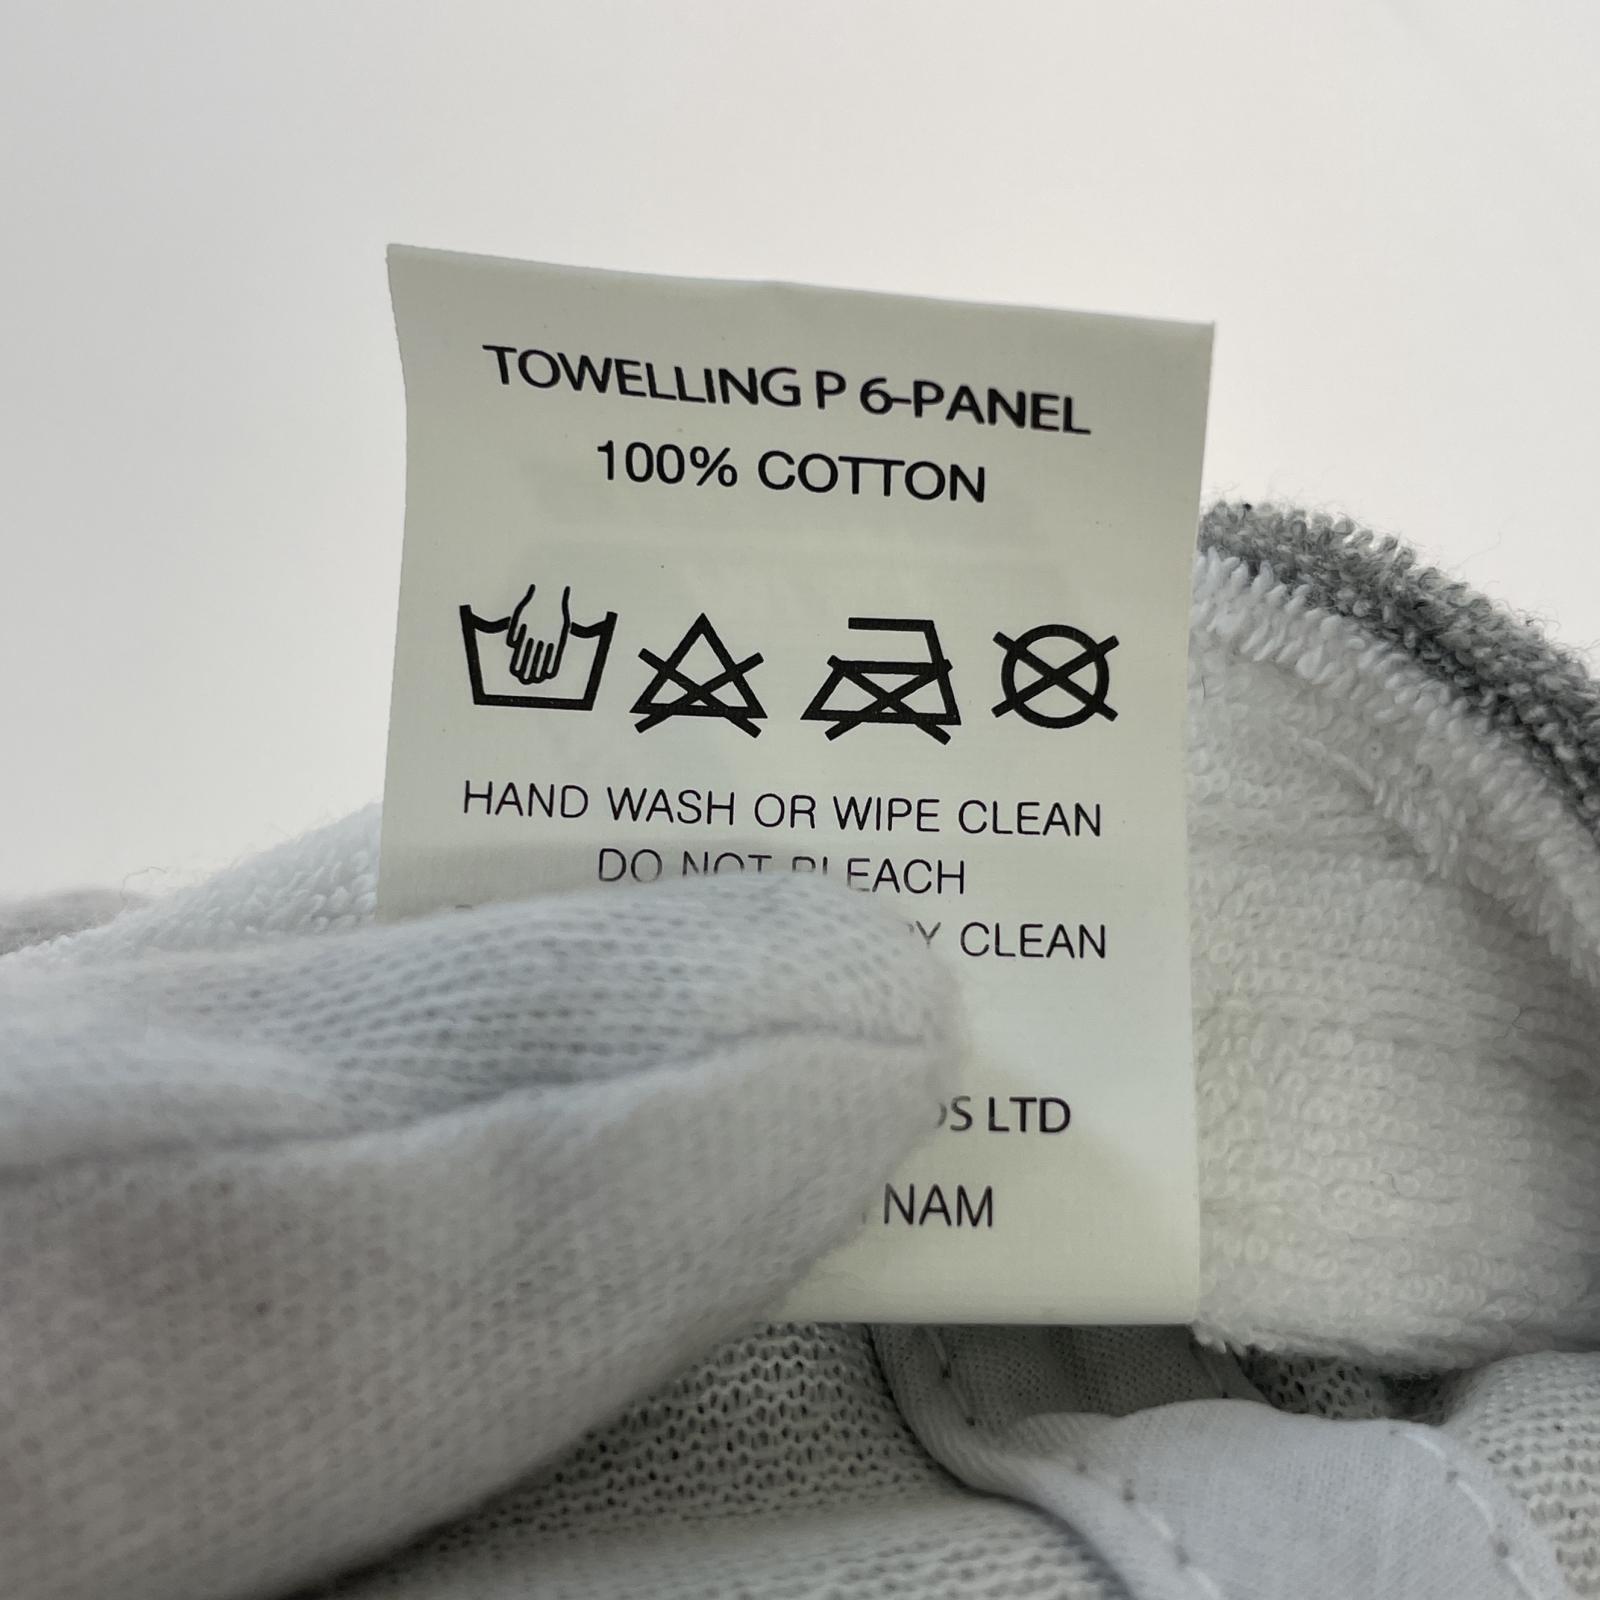 TOWELLING P 6-PANEL
100% COTTON
HAND WASH OR WIPE CLEAN
DO NOT BLEACH
CLEAN
LTD
NAM